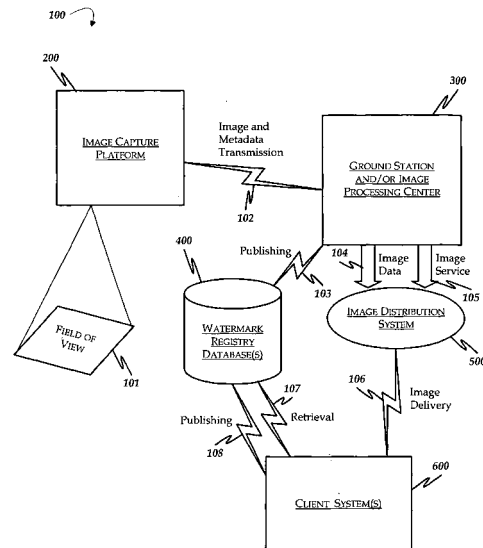 100
200
IMAGE CAPTURE
PLATFORM
Image and
Metadata
Transmission
102
300
GROUND STATION
AND/OR IMAGE
PROCESSING CENTER
Publishing
103
104
Image
Data
Image
Service
105
400
WATERMARK
REGISTRY
DATABASE(S)
IMAGE DISTRIBUTION
SYSTEM
500
FIELD OF
VIEW
101
107
Publishing
108
Retrieval
106
Image
Delivery
600
CLIENT SYSTEM(S)